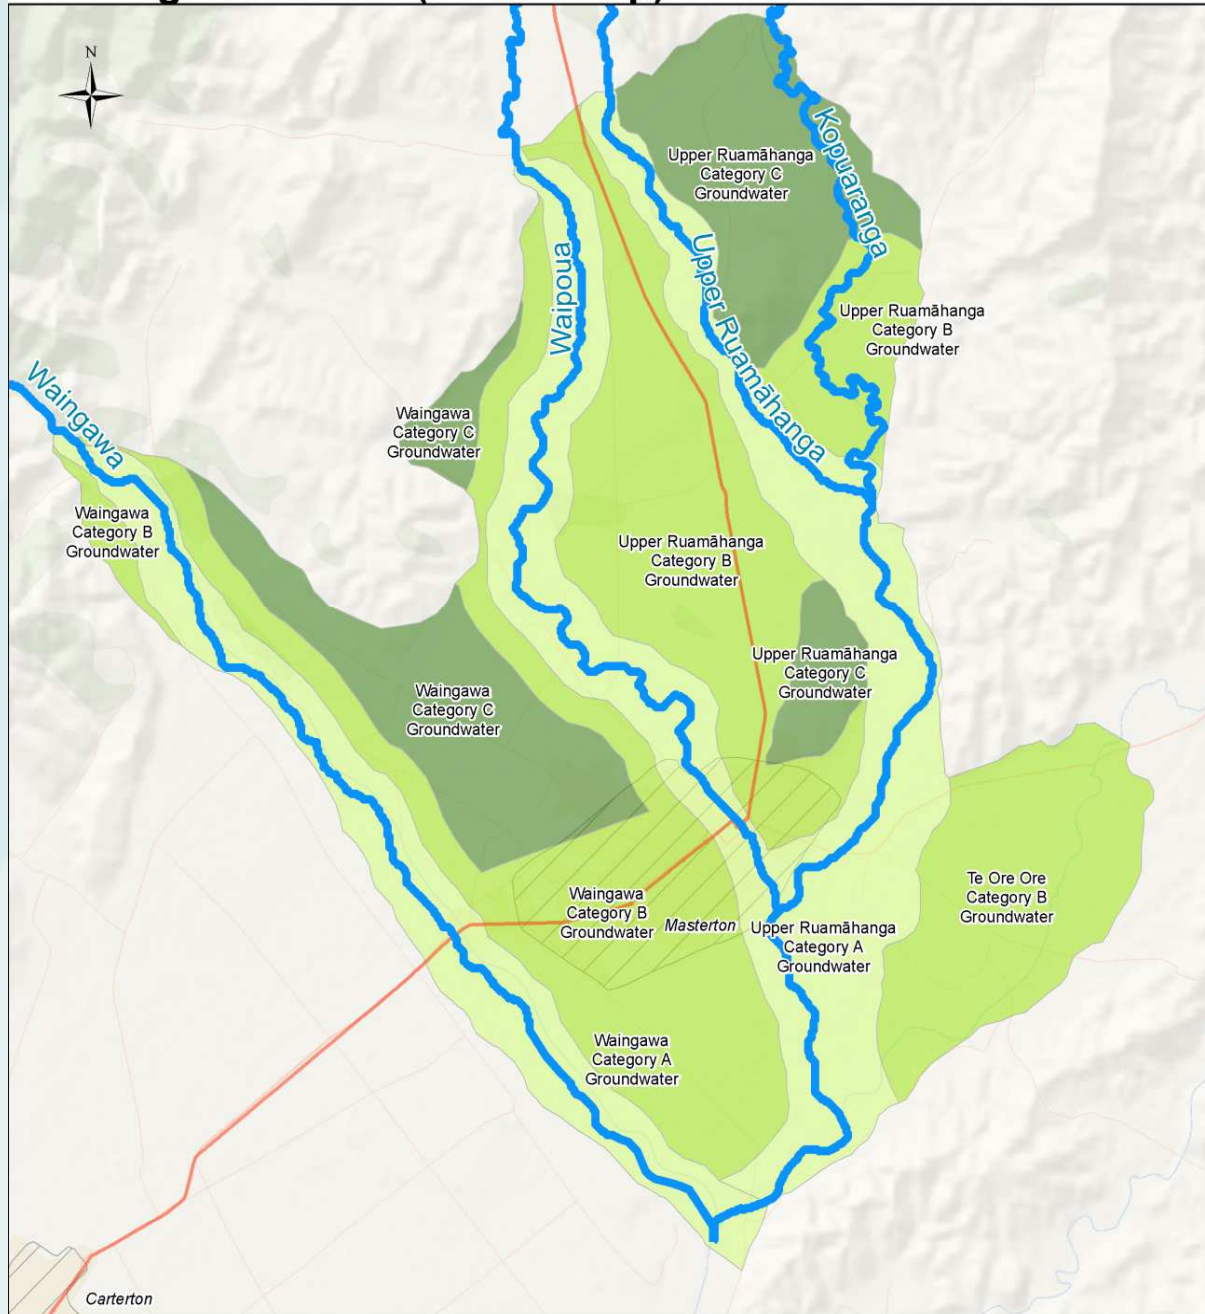 N
Kopuaranga
Upper Ruamāhanga
Category C
Groundwater
Waipoua
Upper Ruamāhanga
Upper Ruamāhanga
Category B
Groundwater
Waingawa
Waingawa
Category C
Groundwater
Waingawa
Category B
Groundwater
Upper Ruamāhanga
Category B
Groundwater
Upper Ruamāhanga
Category C
Groundwater
Waingawa
Category C
Groundwater
Te Ore Ore
Category B
Groundwater
Waingawa
Category B
Groundwater
Masterton
Upper Ruamāhanga
Category A
Groundwater
Waingawa
Category A
Groundwater
Carterton